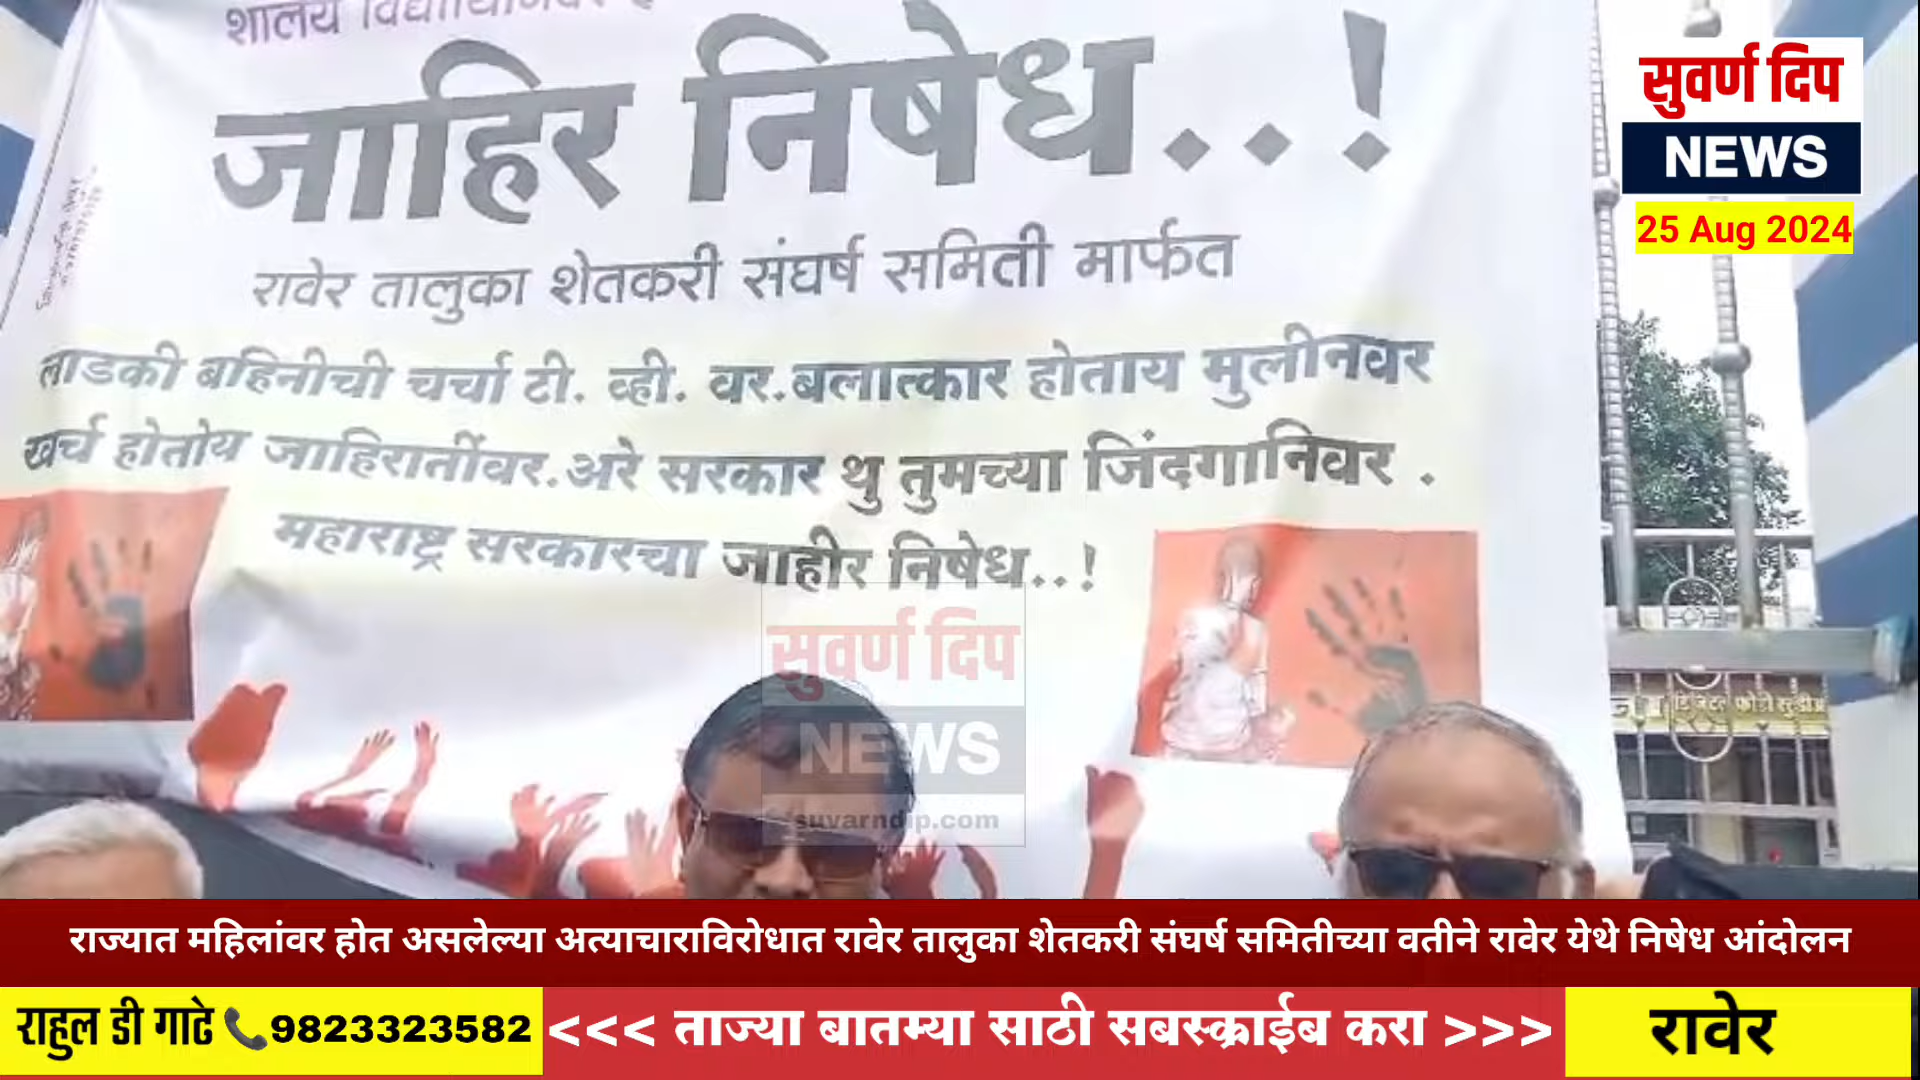 शालेय
जाहिर निषेध..!
रावेर तालुका शेतकरी संघर्ष समिती मार्फत
लाडकी बहिनीची चर्चा टी. व्ही. वर.बलात्कार होताय मुलीनवर
खर्च होतोय जाहिरातींवर.अरे सरकार थु तुमच्या जिंदगानिवर .
महाराष्ट्र सरकारचा जाहीर निषेध..!
सुवर्ण दिप
NEWS
25 Aug 2024
सुवर्ण दिप
NEWS
suvarndip.com
डिजिटल फोटो स्टुडीओ
राज्यात महिलांवर होत असलेल्या अत्याचाराविरोधात रावेर तालुका शेतकरी संघर्ष समितीच्या वतीने रावेर येथे निषेध आंदोलन
राहुल डी गाढे 📞9823323582 <<< ताज्या बातम्या साठी सबस्क्राईब करा >>> रावेर